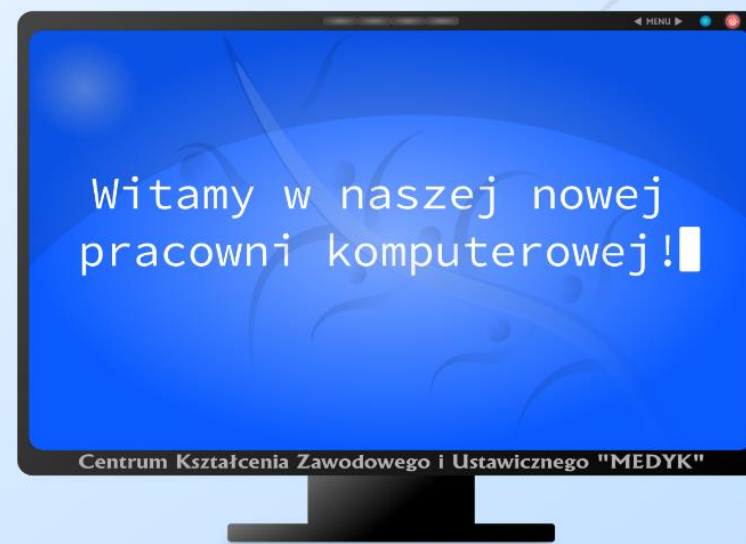 ◀ MENU ▶
Witamy w naszej nowej
pracowni komputerowej!
Centrum Kształcenia Zawodowego i Ustawicznego "MEDYK"